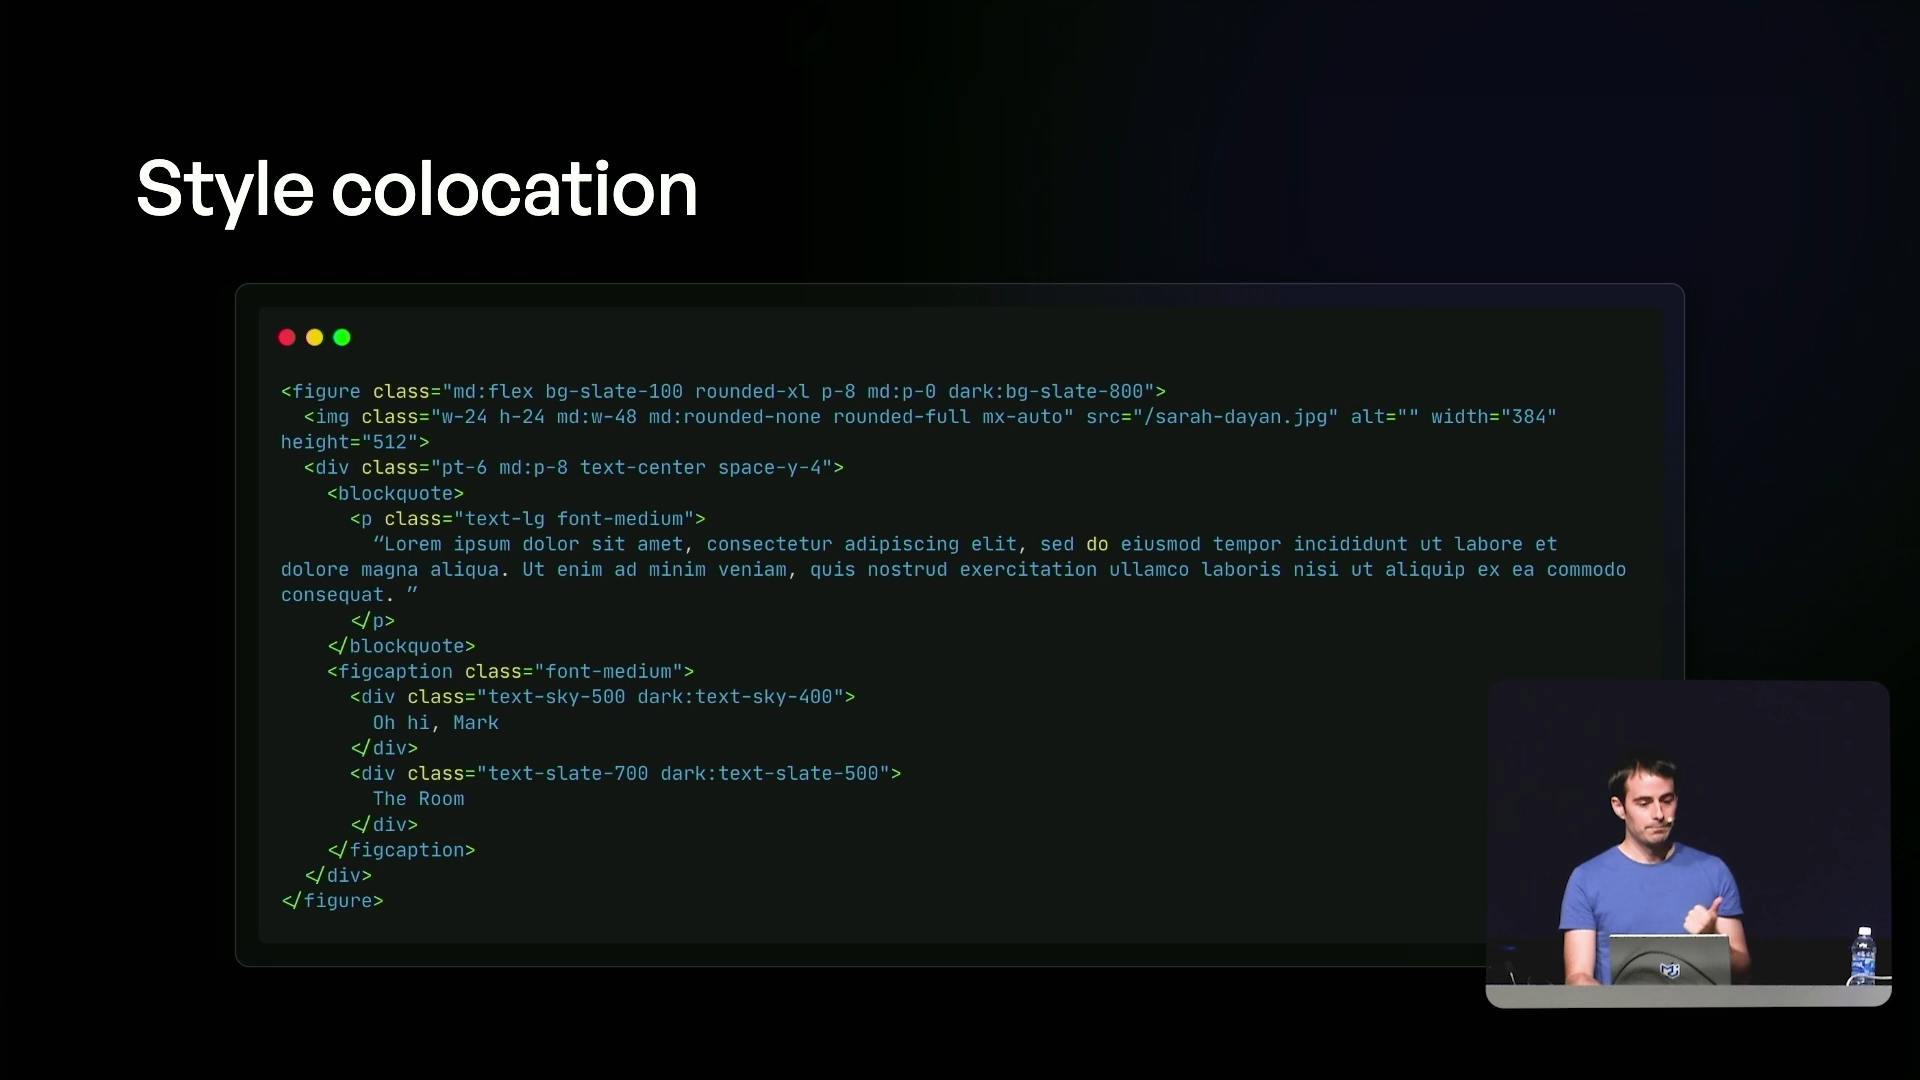 Style colocation
<figure class="md:flex bg-slate-100 rounded-xl p-8 md:p-0 dark:bg-slate-800">
<img class="w-24 h-24 md:w-48 md:rounded-none rounded-full mx-auto" src="/sarah-dayan.jpg" alt="" width="384"
height="512">
<div class="pt-6 md:p-8 text-center space-y-4">
<blockquote>
<p class="text-lg font-medium">
“Lorem ipsum dolor sit amet, consectetur adipiscing elit, sed do eiusmod tempor incididunt ut labore et
dolore magna aliqua. Ut enim ad minim veniam, quis nostrud exercitation ullamco laboris nisi ut aliquip ex ea commodo
consequat. ”
</p>
</blockquote>
<figcaption class="font-medium">
<div class="text-sky-500 dark:text-sky-400">
Oh hi, Mark
</div>
<div class="text-slate-700 dark:text-slate-500">
The Room
</div>
</figcaption>
</div>
</figure>